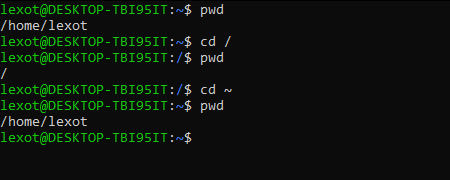 lexot@DESKTOP-TBI95IT:~$ pwd
/home/lexot
lexot@DESKTOP-TBI95IT:~$ cd /
lexot@DESKTOP-TBI95IT:/$ pwd
/
lexot@DESKTOP-TBI95IT:/$ cd ~
lexot@DESKTOP-TBI95IT:~$ pwd
/home/lexot
lexot@DESKTOP-TBI95IT:~$